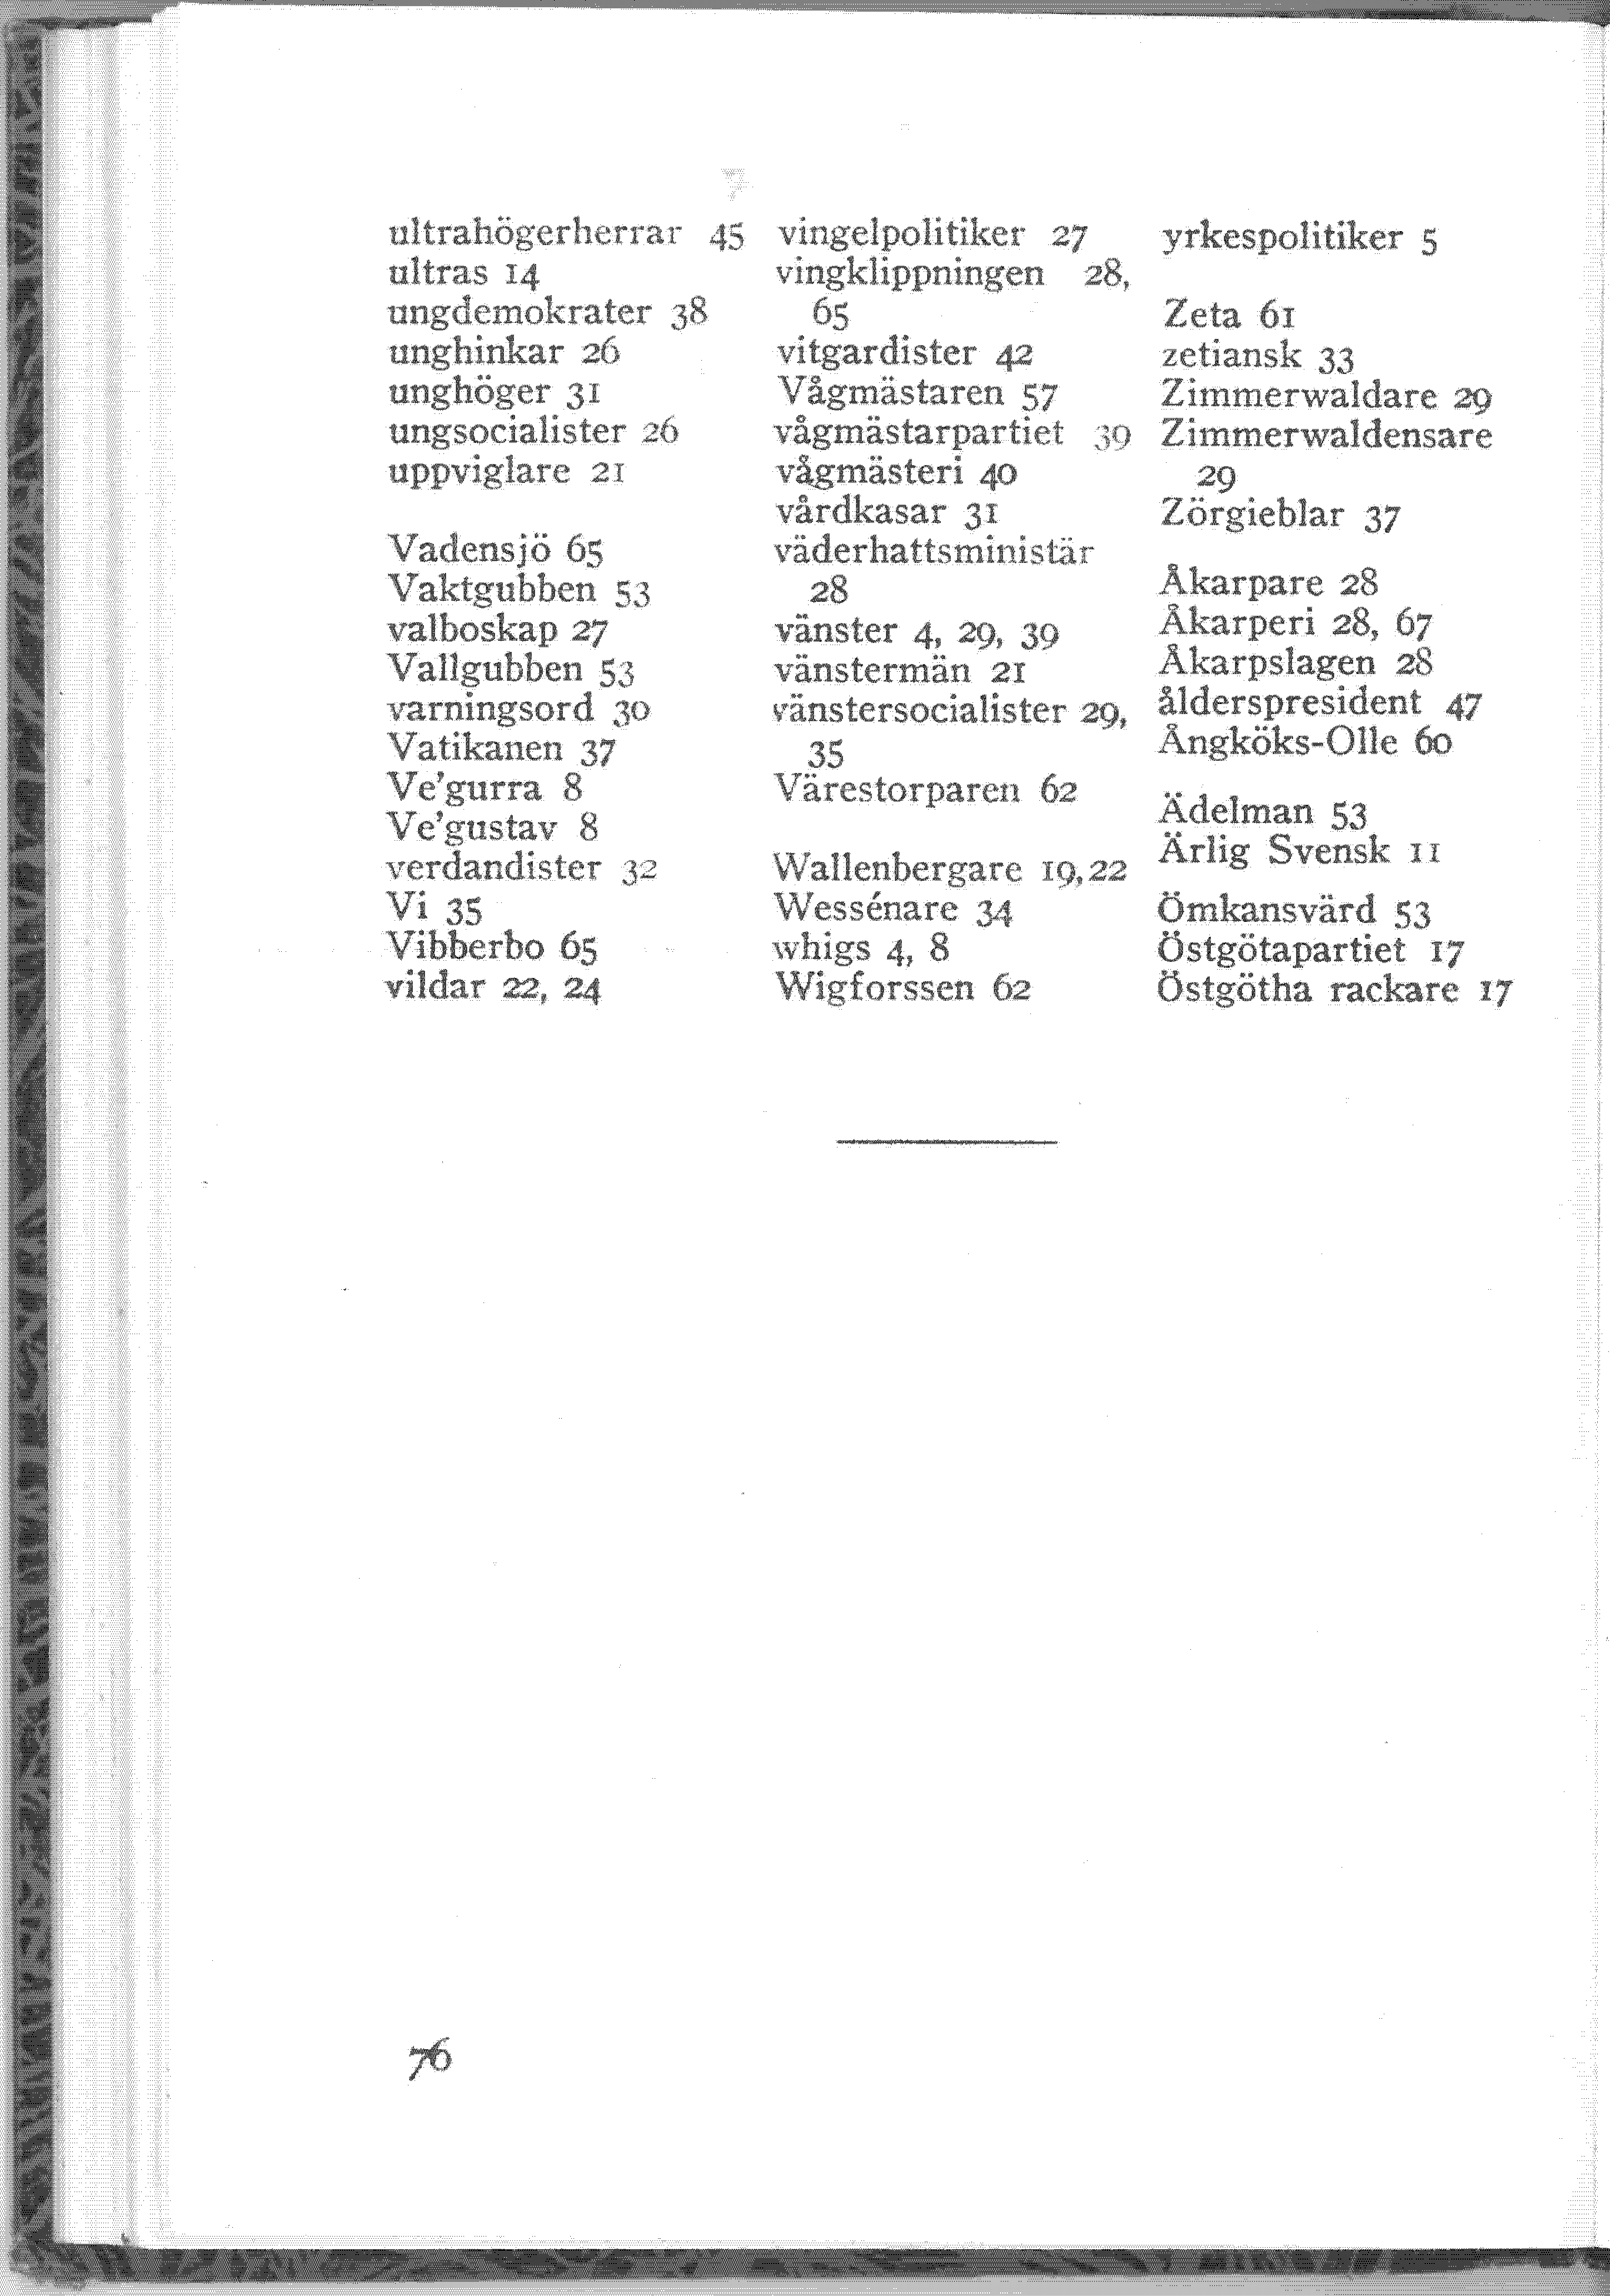 ultrahögerherrar 45
ultras 14
ungdemokrater 38
unghinkar 26
unghöger 31
ungsocialister 26
uppviglare 21
Vadensjö 65
Vaktgubben 53
valboskap 27
Vallgubben 53
varningsord 30
Vatikanen 37
Ve'gurra 8
Ve'gustav 8
verdandister 32
Vi 35
Vibberbo 65
vildar 22, 24
vingelpolitiker 27
vingklippningen 28,
65
vitgardister 42
Vågmästaren 57
vågmästarpartiet 39
vågmästeri 40
vårdkasar 31
väderhattsministär
28
vänster 4, 29, 39
vänstermän 21
vänstersocialister 29,
35
Värestorparen 62
Wallenbergare 19,22
Wessénare 34
whigs 4, 8
Wigforssen 62
yrkespolitiker 5
Zeta 61
zetiansk 33
Zimmerwaldare 29
Zimmerwaldensare
29
Zörgieblar 37
Åkarpare 28
Åkarperi 28, 67
Åkarpslagen 28
ålderspresident 47
Ångköks-Olle 60
Ädelman 53
Ärlig Svensk 11
Ömkansvärd 53
Östgötapartiet 17
Östgötha rackare 17
76